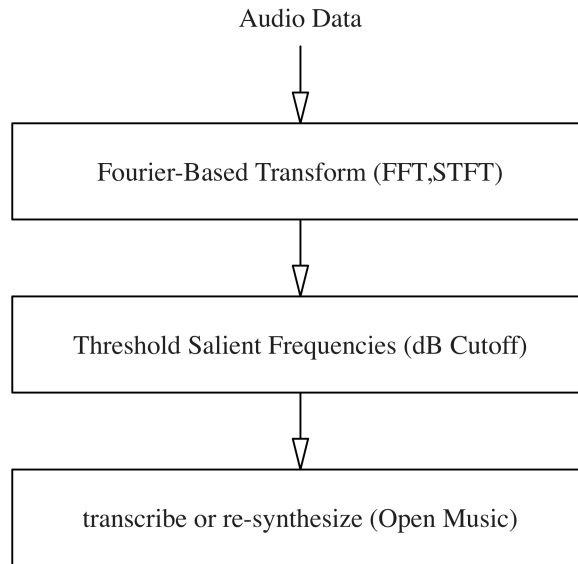 Audio Data
Fourier-Based Transform (FFT,STFT)
Threshold Salient Frequencies (dB Cutoff)
transcribe or re-synthesize (Open Music)